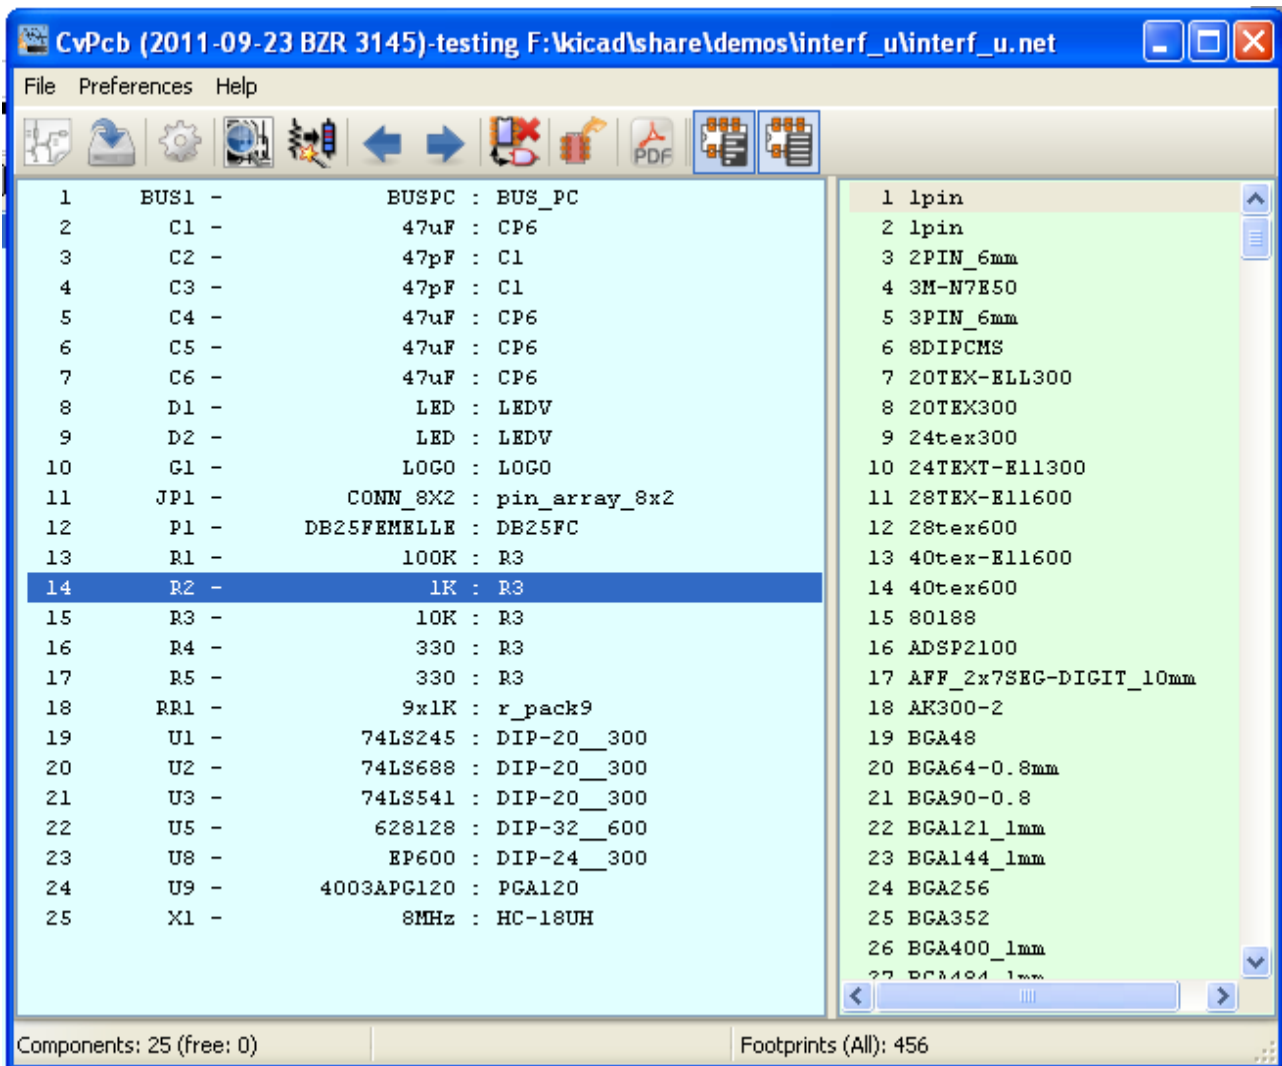 CvPcb (2011-09-23 BZR 3145)-testing F:\kicad\share\demos\interf_u\interf_u.net
File Preferences Help
PDF
1 BUS1 - BUSPC : BUS_PC
2 C1 - 47uF : CP6
3 C2 - 47pF : C1
4 C3 - 47pF : C1
5 C4 - 47uF : CP6
6 C5 - 47uF : CP6
7 C6 - 47uF : CP6
8 D1 - LED : LEDV
9 D2 - LED : LEDV
10 G1 - LOGO : LOGO
11 JP1 - CONN_8X2 : pin_array_8x2
12 P1 - DB25FEMELLE : DB25FC
13 R1 - 100K : R3
14 R2 - 1K : R3
15 R3 - 10K : R3
16 R4 - 330 : R3
17 R5 - 330 : R3
18 RR1 - 9x1K : r_pack9
19 U1 - 74LS245 : DIP-20__300
20 U2 - 74LS688 : DIP-20__300
21 U3 - 74LS541 : DIP-20__300
22 U5 - 628128 : DIP-32__600
23 U8 - EP600 : DIP-24__300
24 U9 - 4003APG120 : PGA120
25 X1 - 8MHz : HC-18UH
1 1pin
2 1pin
3 2PIN_6mm
4 3M-N7E50
5 3PIN_6mm
6 8DIPCMS
7 20TEX-ELL300
8 20TEX300
9 24tex300
10 24TEXT-Ell300
11 28TEX-Ell600
12 28tex600
13 40tex-Ell600
14 40tex600
15 80188
16 ADSP2100
17 AFF_2x7SEG-DIGIT_10mm
18 AK300-2
19 BGA48
20 BGA64-0.8mm
21 BGA90-0.8
22 BGA121_1mm
23 BGA144_1mm
24 BGA256
25 BGA352
26 BGA400_1mm
27 BGA484_1mm
Components: 25 (free: 0)
Footprints (All): 456